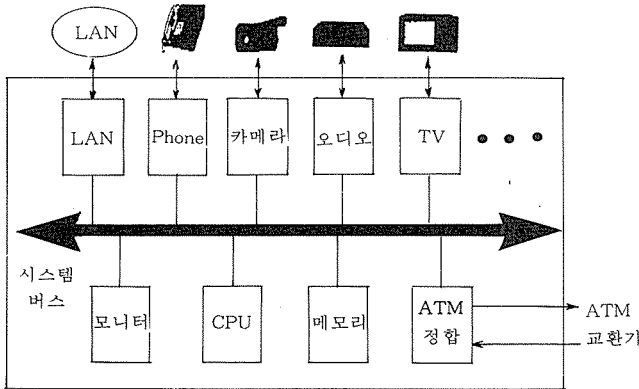 LAN
LAN
Phone
카메라
오디오
TV
시스템
버스
모니터
CPU
메모리
ATM
정합
ATM
교환기